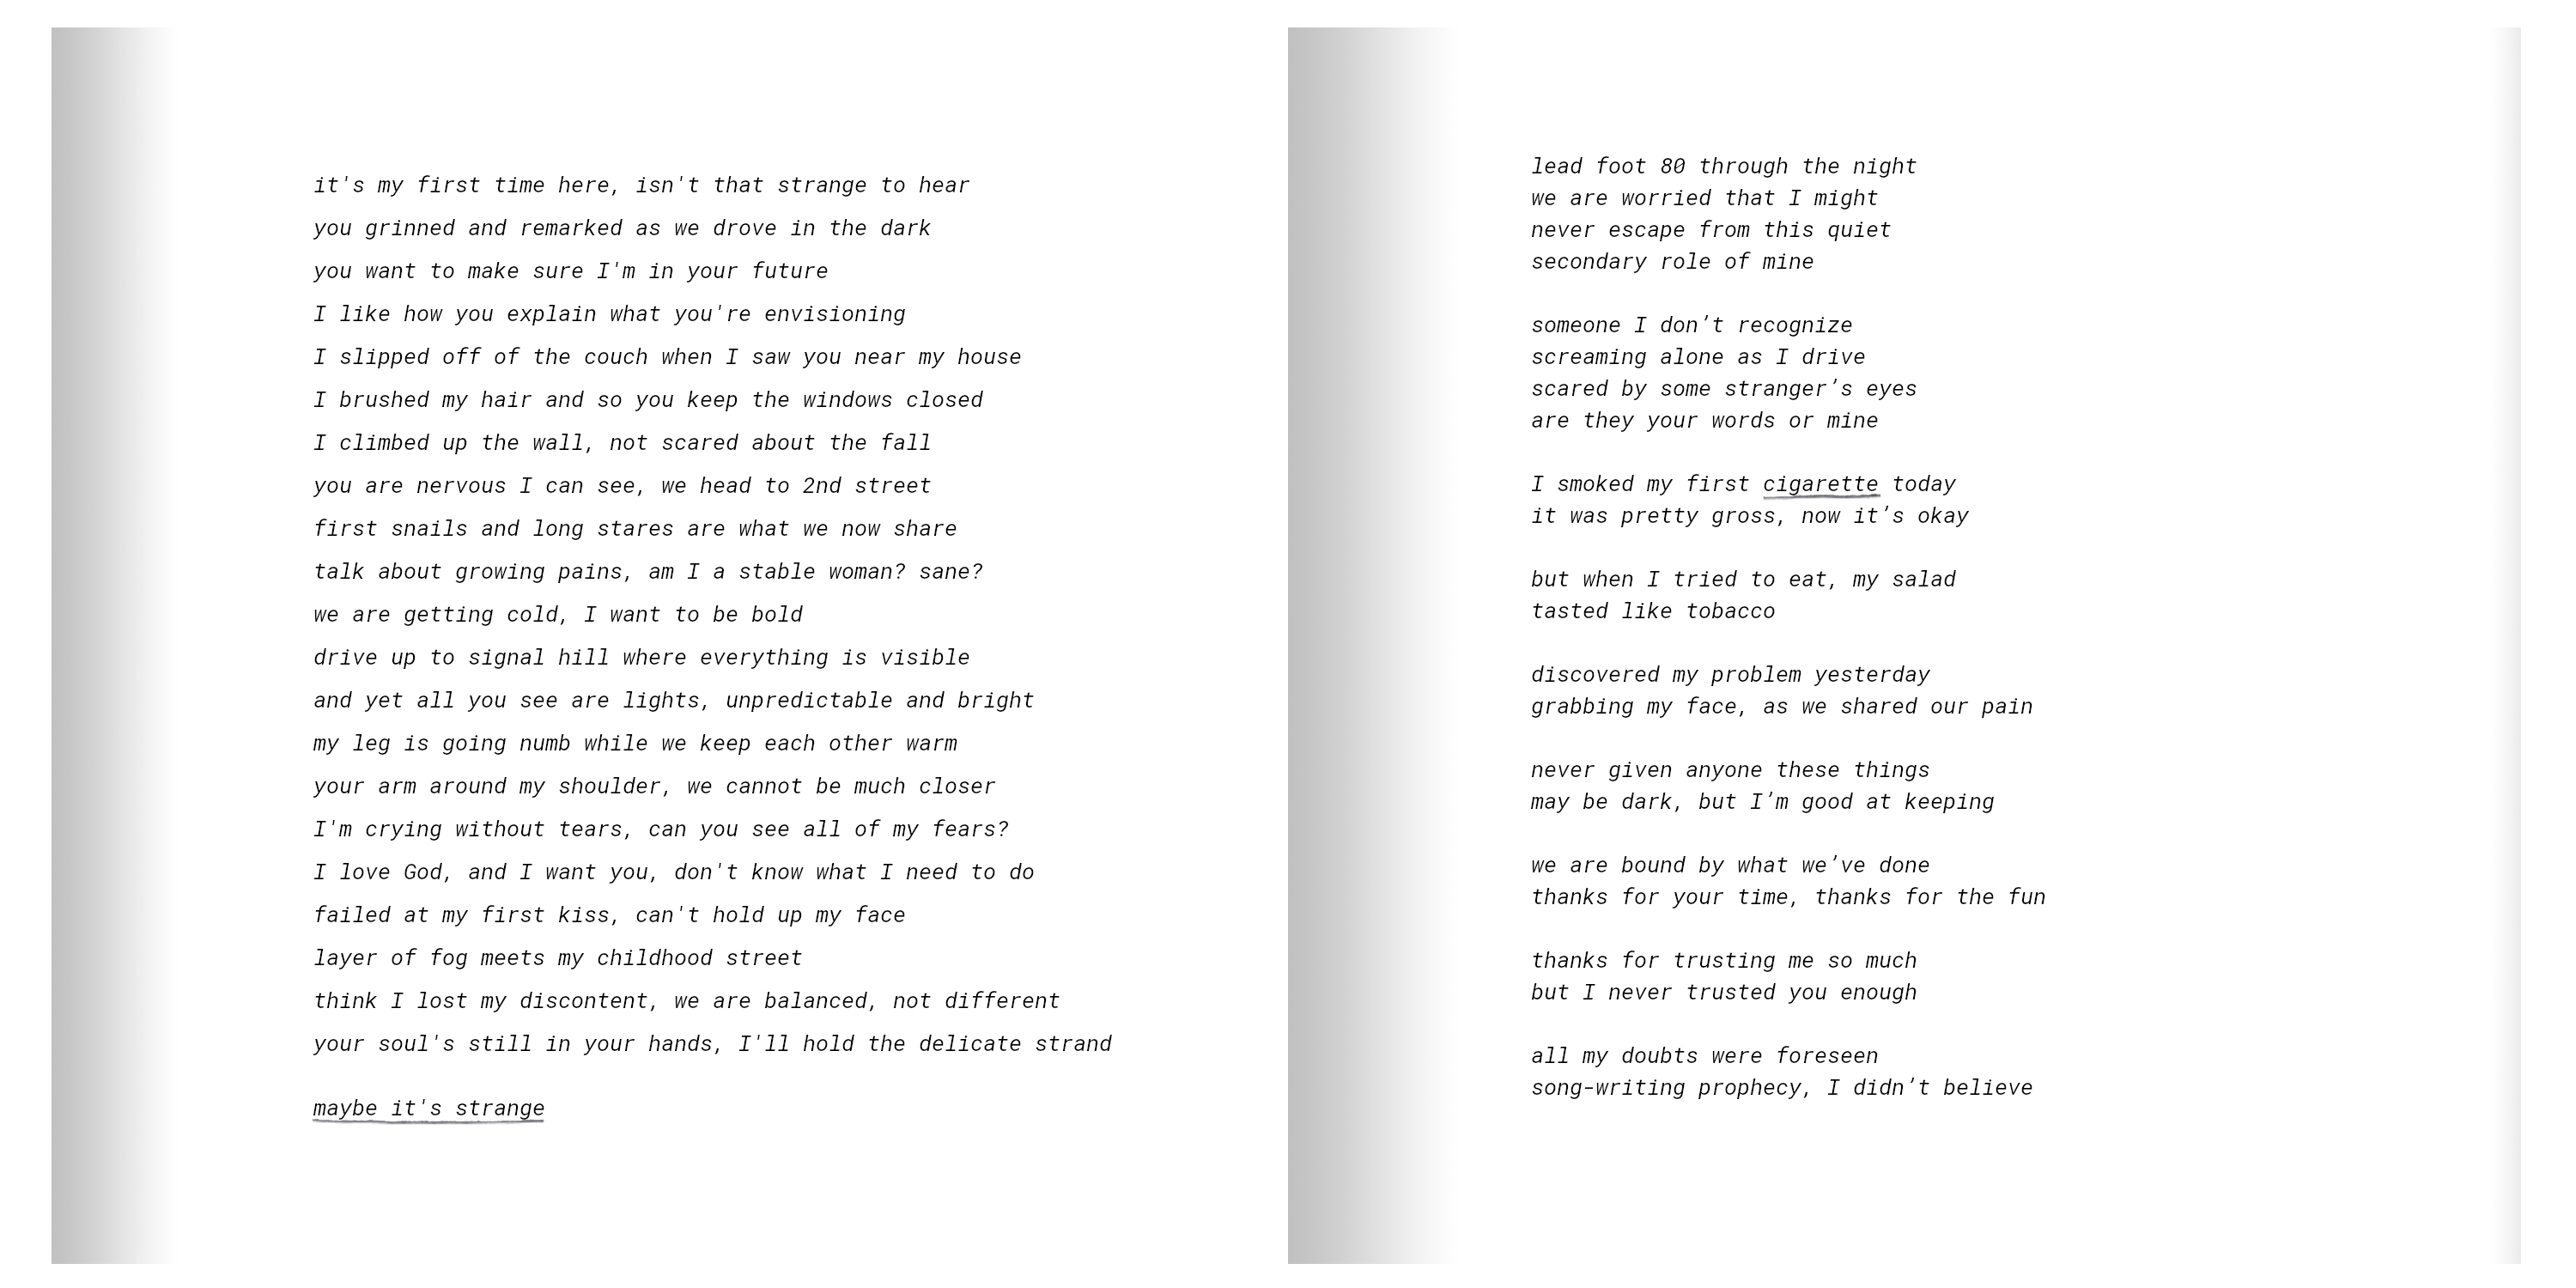 it's my first time here, isn't that strange to hear
you grinned and remarked as we drove in the dark
you want to make sure I'm in your future
I like how you explain what you're envisioning
I slipped off of the couch when I saw you near my house
I brushed my hair and so you keep the windows closed
I climbed up the wall, not scared about the fall
you are nervous I can see, we head to 2nd street
first snails and long stares are what we now share
talk about growing pains, am I a stable woman? sane?
we are getting cold, I want to be bold
drive up to signal hill where everything is visible
and yet all you see are lights, unpredictable and bright
my leg is going numb while we keep each other warm
your arm around my shoulder, we cannot be much closer
I'm crying without tears, can you see all of my fears?
I love God, and I want you, don't know what I need to do
failed at my first kiss, can't hold up my face
layer of fog meets my childhood street
think I lost my discontent, we are balanced, not different
your soul's still in your hands, I'll hold the delicate strand
maybe it's strange
lead foot 80 through the night
we are worried that I might
never escape from this quiet
secondary role of mine
someone I don’t recognize
screaming alone as I drive
scared by some stranger’s eyes
are they your words or mine
I smoked my first cigarette today
it was pretty gross, now it’s okay
but when I tried to eat, my salad
tasted like tobacco
discovered my problem yesterday
grabbing my face, as we shared our pain
never given anyone these things
may be dark, but I’m good at keeping
we are bound by what we’ve done
thanks for your time, thanks for the fun
thanks for trusting me so much
but I never trusted you enough
all my doubts were foreseen
song-writing prophecy, I didn’t believe